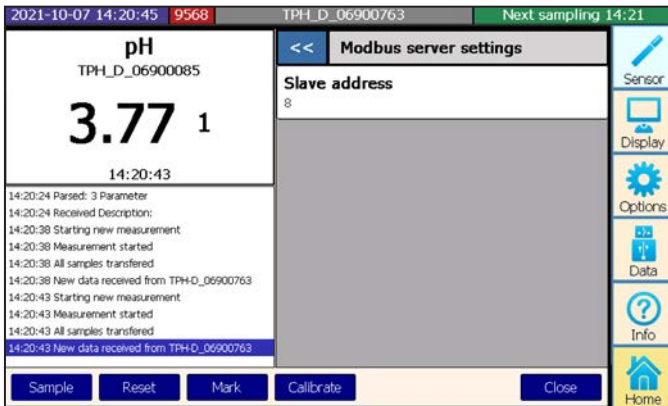 2021-10-07 14:20:45 9568 TPH_D_06900763 Next sampling 14:21
pH
TPH_D_06900085
3.77 1
14:20:43
14:20:24 Parsed: 3 Parameter
14:20:24 Received Description:
14:20:38 Starting new measurement
14:20:38 Measurement started
14:20:38 All samples transfered
14:20:38 New data received from TPH-D_06900763
14:20:43 Starting new measurement
14:20:43 Measurement started
14:20:43 All samples transfered
14:20:43 New data received from TPH-D_06900763
<< Modbus server settings
Slave address
8
Sensor
Display
Options
Data
Info
Home
Sample Reset Mark Calibrate Close